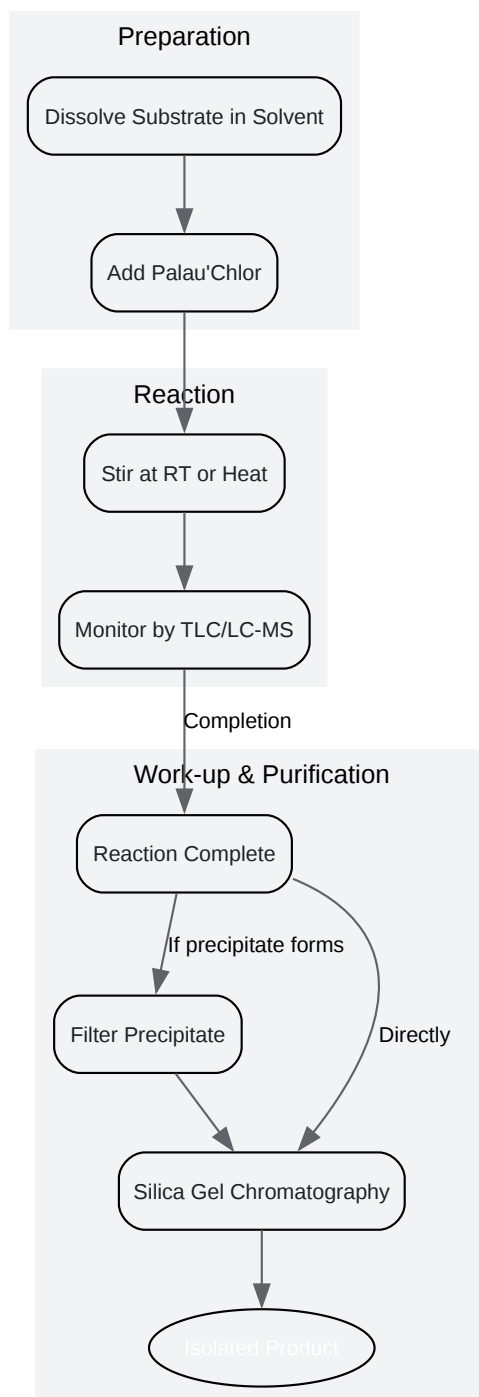 Preparation
Dissolve Substrate in Solvent
Add Palau'Chlor
Reaction
Stir at RT or Heat
Monitor by TLC/LC-MS
Completion
Work-up & Purification
Reaction Complete
If precipitate forms
Filter Precipitate
Directly
Silica Gel Chromatography
Isolated Product